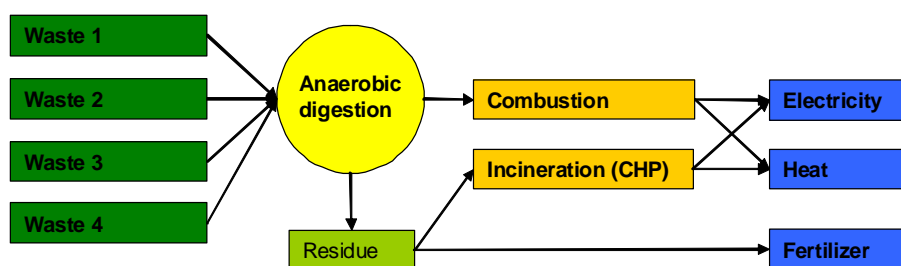 Waste 1
Waste 2
Waste 3
Waste 4
Anaerobic
digestion
Residue
Combustion
Incineration (CHP)
Electricity
Heat
Fertilizer